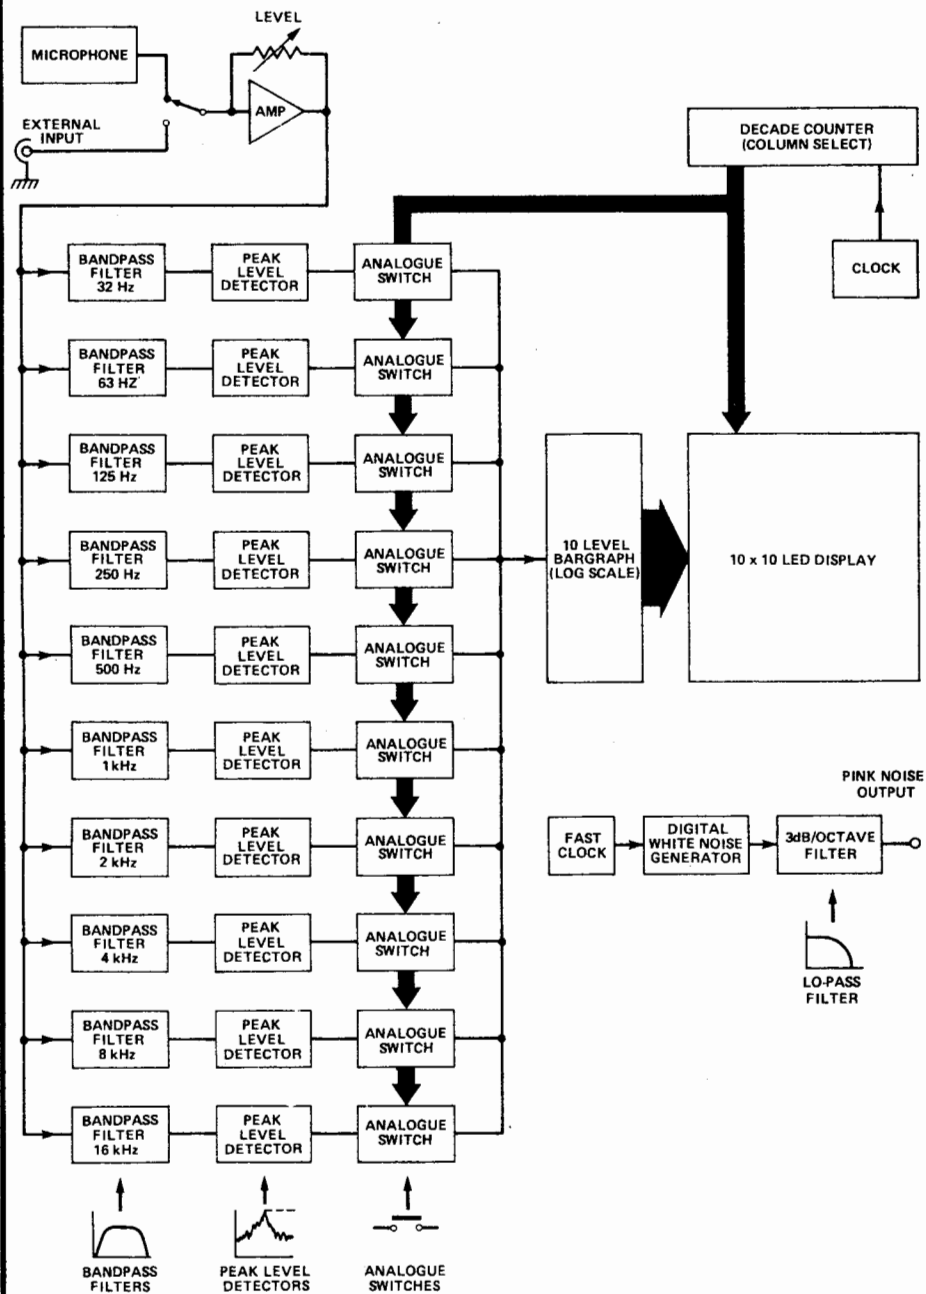 LEVEL
MICROPHONE
AMP
EXTERNAL
INPUT
DECADE COUNTER
(COLUMN SELECT)
CLOCK
BANDPASS
FILTER
32 Hz
PEAK
LEVEL
DETECTOR
ANALOGUE
SWITCH
BANDPASS
FILTER
63 HZ
PEAK
LEVEL
DETECTOR
ANALOGUE
SWITCH
BANDPASS
FILTER
125 Hz
PEAK
LEVEL
DETECTOR
ANALOGUE
SWITCH
BANDPASS
FILTER
250 Hz
PEAK
LEVEL
DETECTOR
ANALOGUE
SWITCH
10 LEVEL
BARGRAPH
(LOG SCALE)
10 x 10 LED DISPLAY
BANDPASS
FILTER
500 Hz
PEAK
LEVEL
DETECTOR
ANALOGUE
SWITCH
BANDPASS
FILTER
1 kHz
PEAK
LEVEL
DETECTOR
ANALOGUE
SWITCH
BANDPASS
FILTER
2 kHz
PEAK
LEVEL
DETECTOR
ANALOGUE
SWITCH
BANDPASS
FILTER
4 kHz
PEAK
LEVEL
DETECTOR
ANALOGUE
SWITCH
BANDPASS
FILTER
8 kHz
PEAK
LEVEL
DETECTOR
ANALOGUE
SWITCH
BANDPASS
FILTER
16 kHz
PEAK
LEVEL
DETECTOR
ANALOGUE
SWITCH
PINK NOISE
OUTPUT
FAST
CLOCK
DIGITAL
WHITE NOISE
GENERATOR
3dB/OCTAVE
FILTER
LO-PASS
FILTER
BANDPASS
FILTERS
PEAK LEVEL
DETECTORS
ANALOGUE
SWITCHES